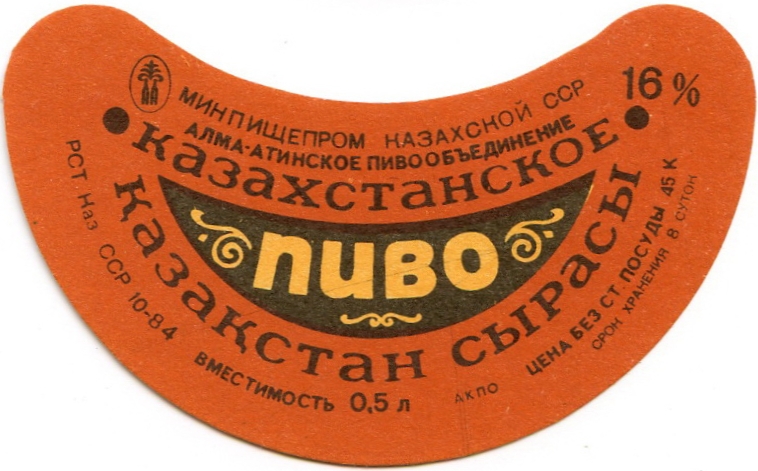 МИНПИЩЕПРОМ КАЗАХСКОЙ ССР
16%
АЛМА-АТИНСКОЕ ПИВООБЪЕДИНЕНИЕ
• КАЗАХСТАНСКОЕ •
ПИВО
ҚАЗАҚСТАН СЫРАСЫ
РСТ. Наз ССР 10-84
ВМЕСТИМОСТЬ 0,5 л
АКПО
ЦЕНА БЕЗ СТ. ПОСУДЫ 45 К
СРОК ХРАНЕНИЯ 8 СУТОК